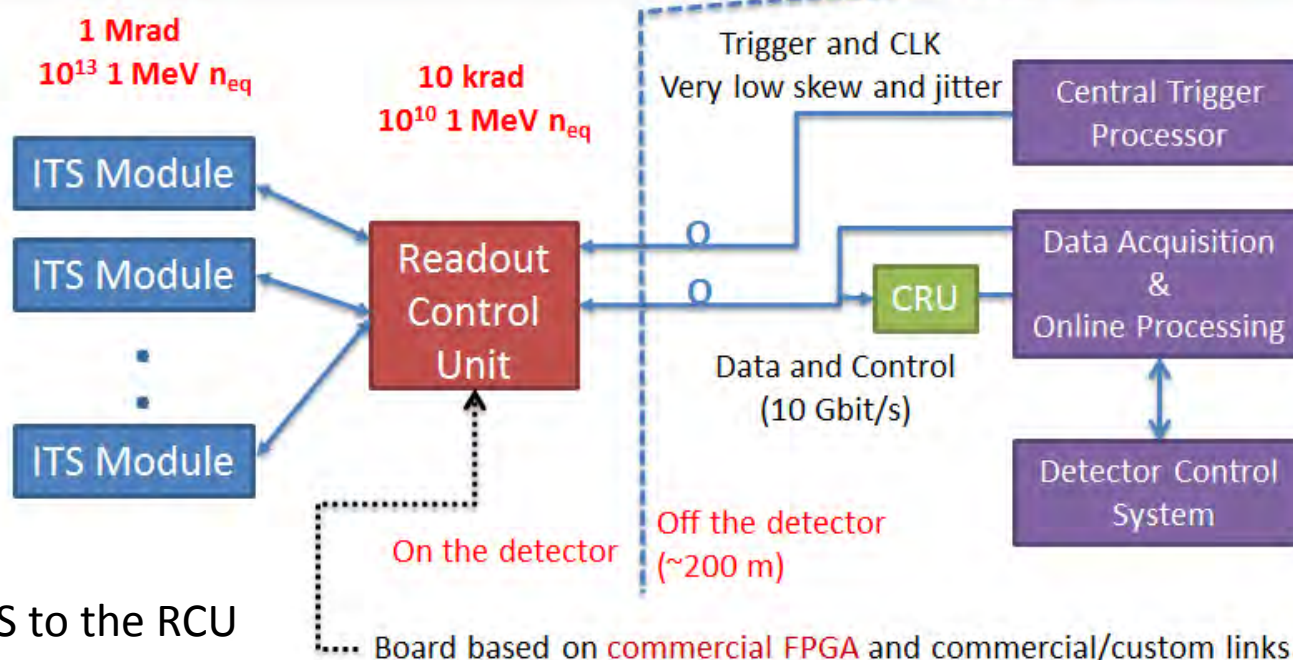 1 Mrad
10¹³ 1 MeV nₑq
10 krad
10¹⁰ 1 MeV nₑq
Trigger and CLK
Very low skew and jitter
Central Trigger
Processor
ITS Module
ITS Module
ITS Module
Readout
Control
Unit
O
O
CRU
Data Acquisition
&
Online Processing
Data and Control
(10 Gbit/s)
Detector Control
System
On the detector
Off the detector
(~200 m)
S to the RCU
Board based on commercial FPGA and commercial/custom links